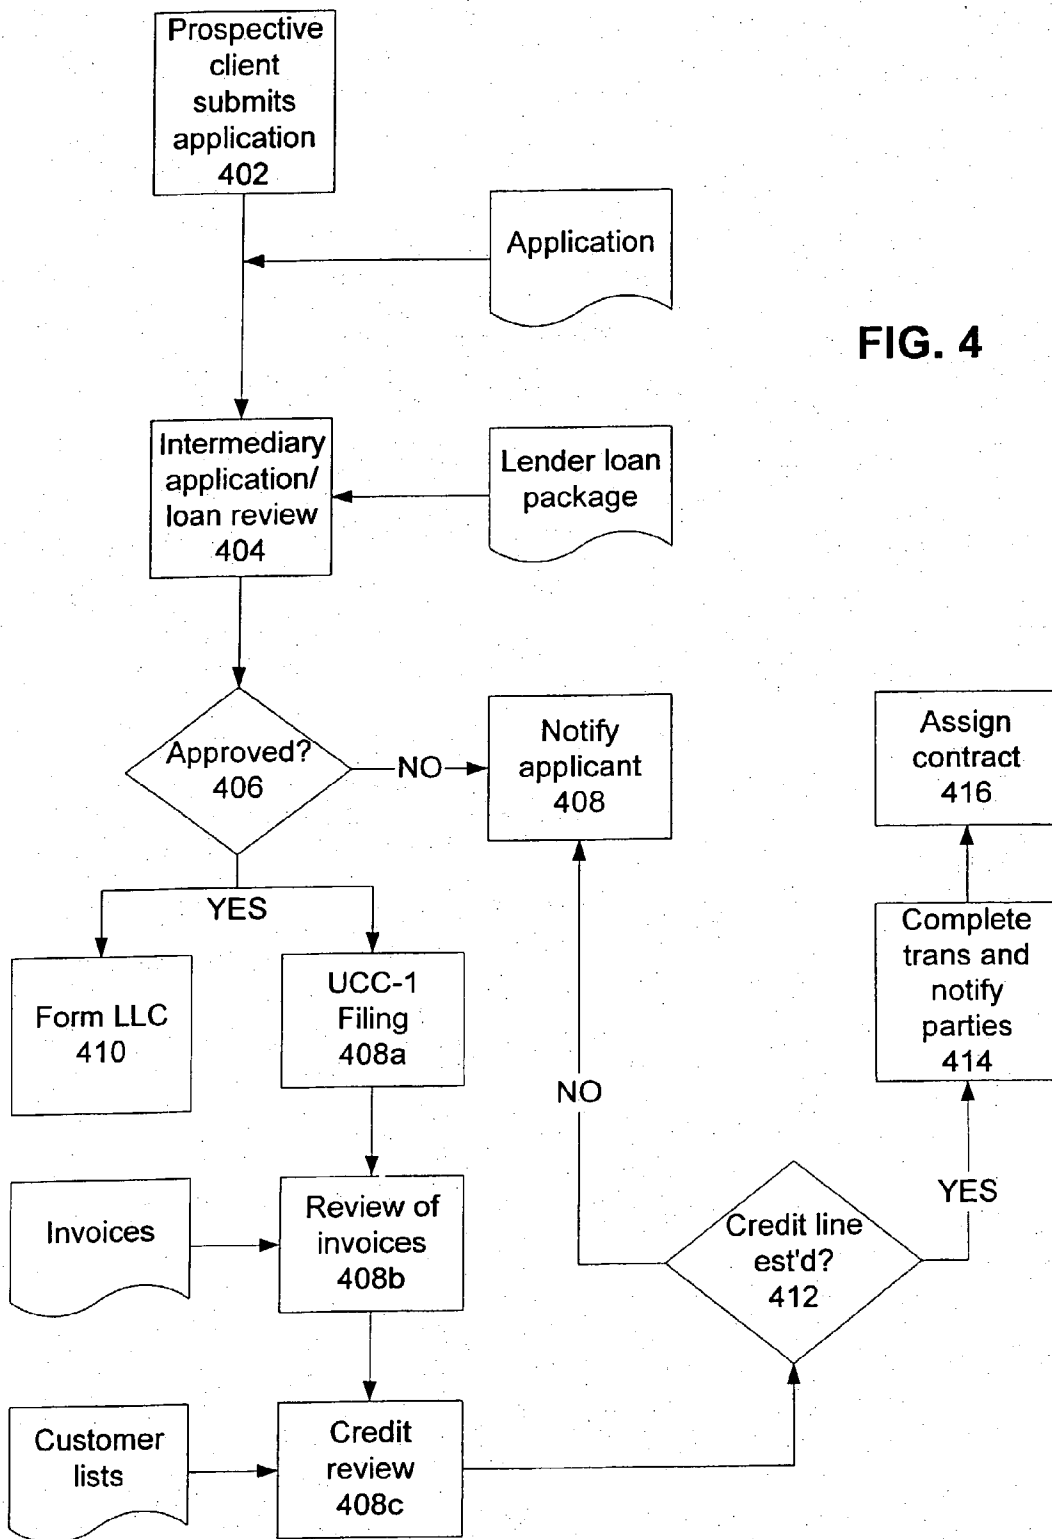 Prospective
client
submits
application
402
Application
FIG. 4
Intermediary
application/
loan review
404
Lender loan
package
Approved?
406
NO
Notify
applicant
408
Assign
contract
416
YES
Form LLC
410
UCC-1
Filing
408a
Complete
trans and
notify
parties
414
NO
YES
Invoices
Review of
invoices
408b
Credit line
est'd?
412
Customer
lists
Credit
review
408c